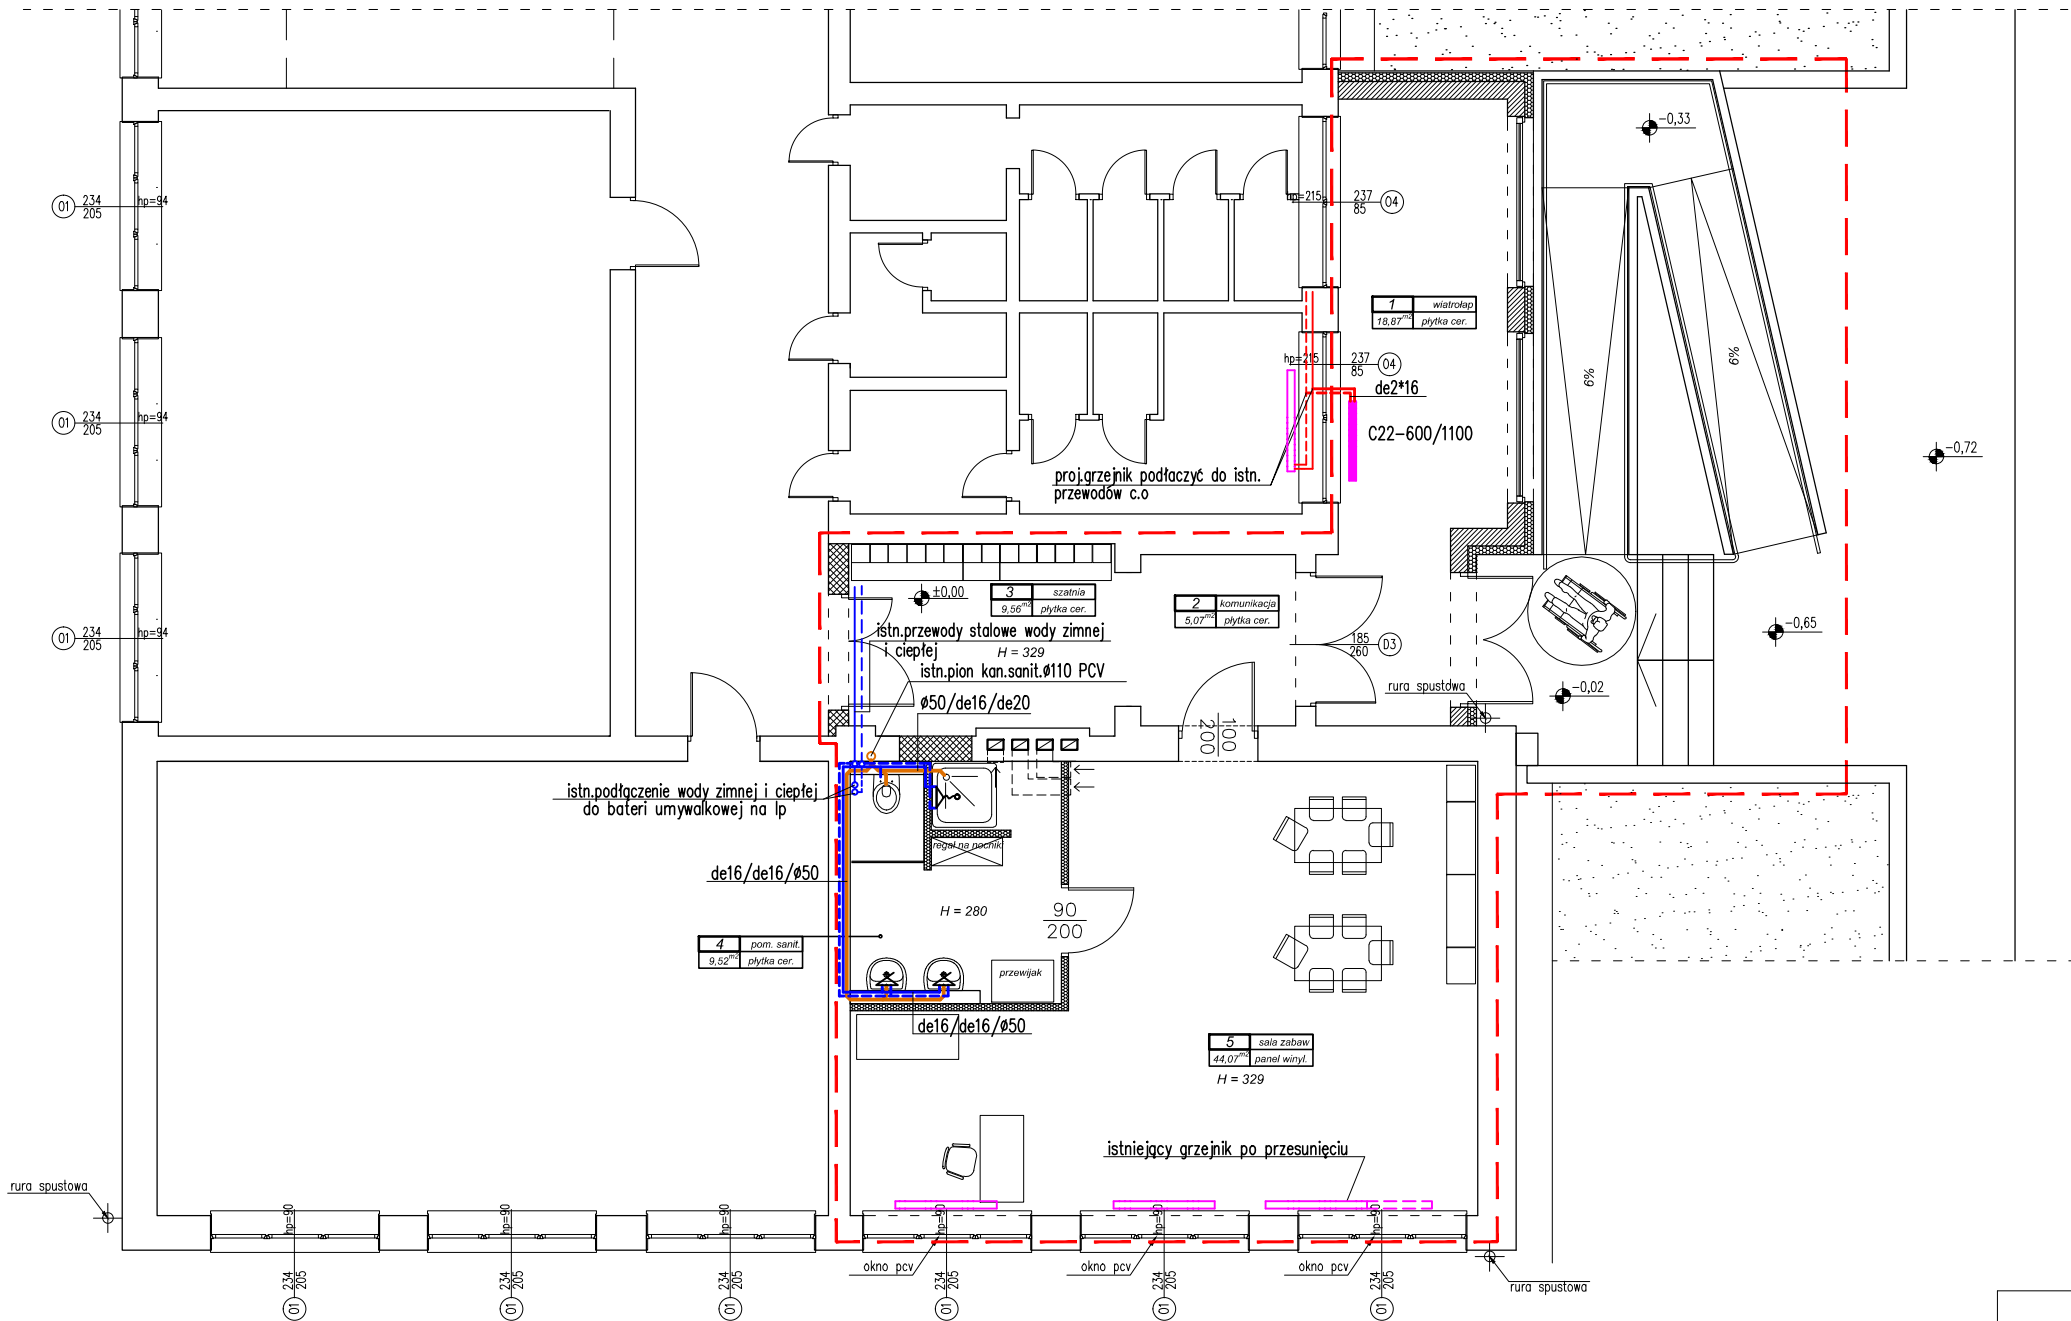 -0,33
01 234 205 hp=94
hp=215 237 85 04
1 wiatrołap
18,87m2 płytka cer.
6%
6%
hp=215 237 85 04
de2*16
01 234 205 hp=94
C22-600/1100
-0,72
proj.grzejnik podłaczyć do istn.
przewodów c.o
±0,00
3 szatnia
9,56m2 płytka cer.
2 komunikacja
5,07m2 płytka cer.
01 234 205 hp=94
istn.przewody stalowe wody zimnej
i ciepłej
H = 329
185 260 D3
-0,65
istn.pion kan.sanit.Ø110 PCV
rura spustowa
-0,02
Ø50/de16/de20
100
200
istn.podłączenie wody zimnej i ciepłej
do bateri umywalkowej na Ip
regał na nocniki
de16/de16/Ø50
H = 280
90
200
4 pom. sanit.
9,52m2 płytka cer.
przewijak
de16/de16/Ø50
5 sala zabaw
44,07m2 panel winyl.
H = 329
istniejący grzejnik po przesunięciu
rura spustowa
hp=90
hp=90
hp=90
hp=90
hp=90
hp=90
okno pcv
okno pcv
okno pcv
rura spustowa
234 205 01
234 205 01
234 205 01
234 205 01
234 205 01
234 205 01